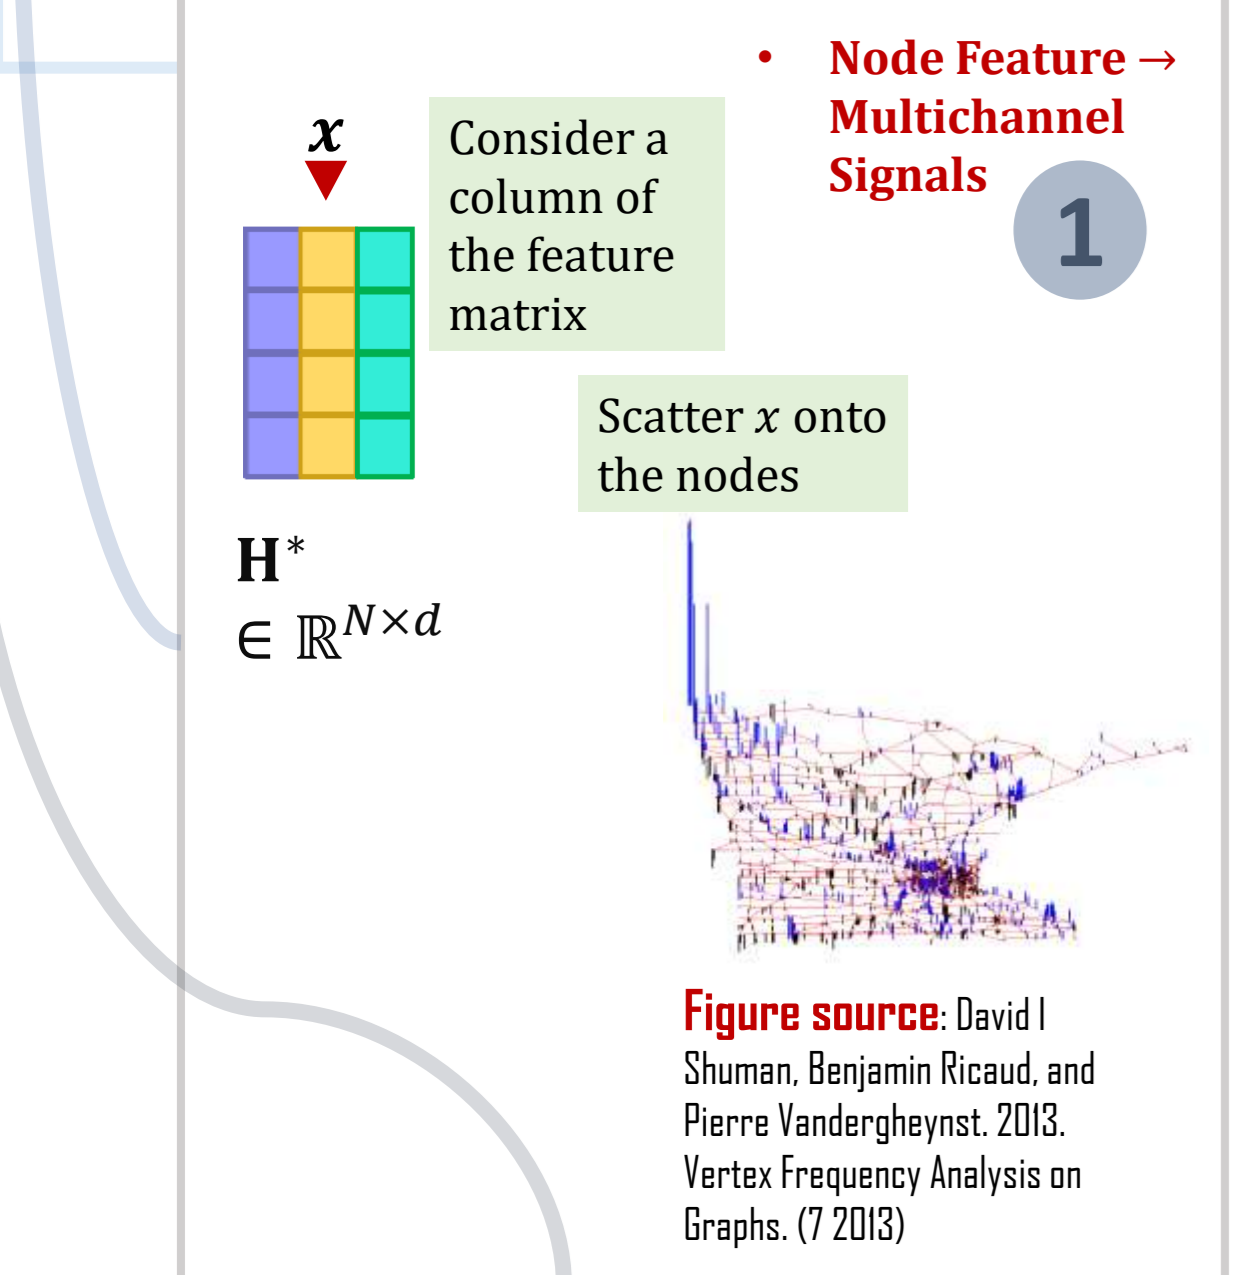 • Node Feature →
Multichannel
Signals
1
x
Consider a
column of
the feature
matrix
Scatter x onto
the nodes
H*
∈ ℝ^{N×d}
Figure source: David I
Shuman, Benjamin Ricaud, and
Pierre Vandergheynst. 2013.
Vertex Frequency Analysis on
Graphs. (7 2013)